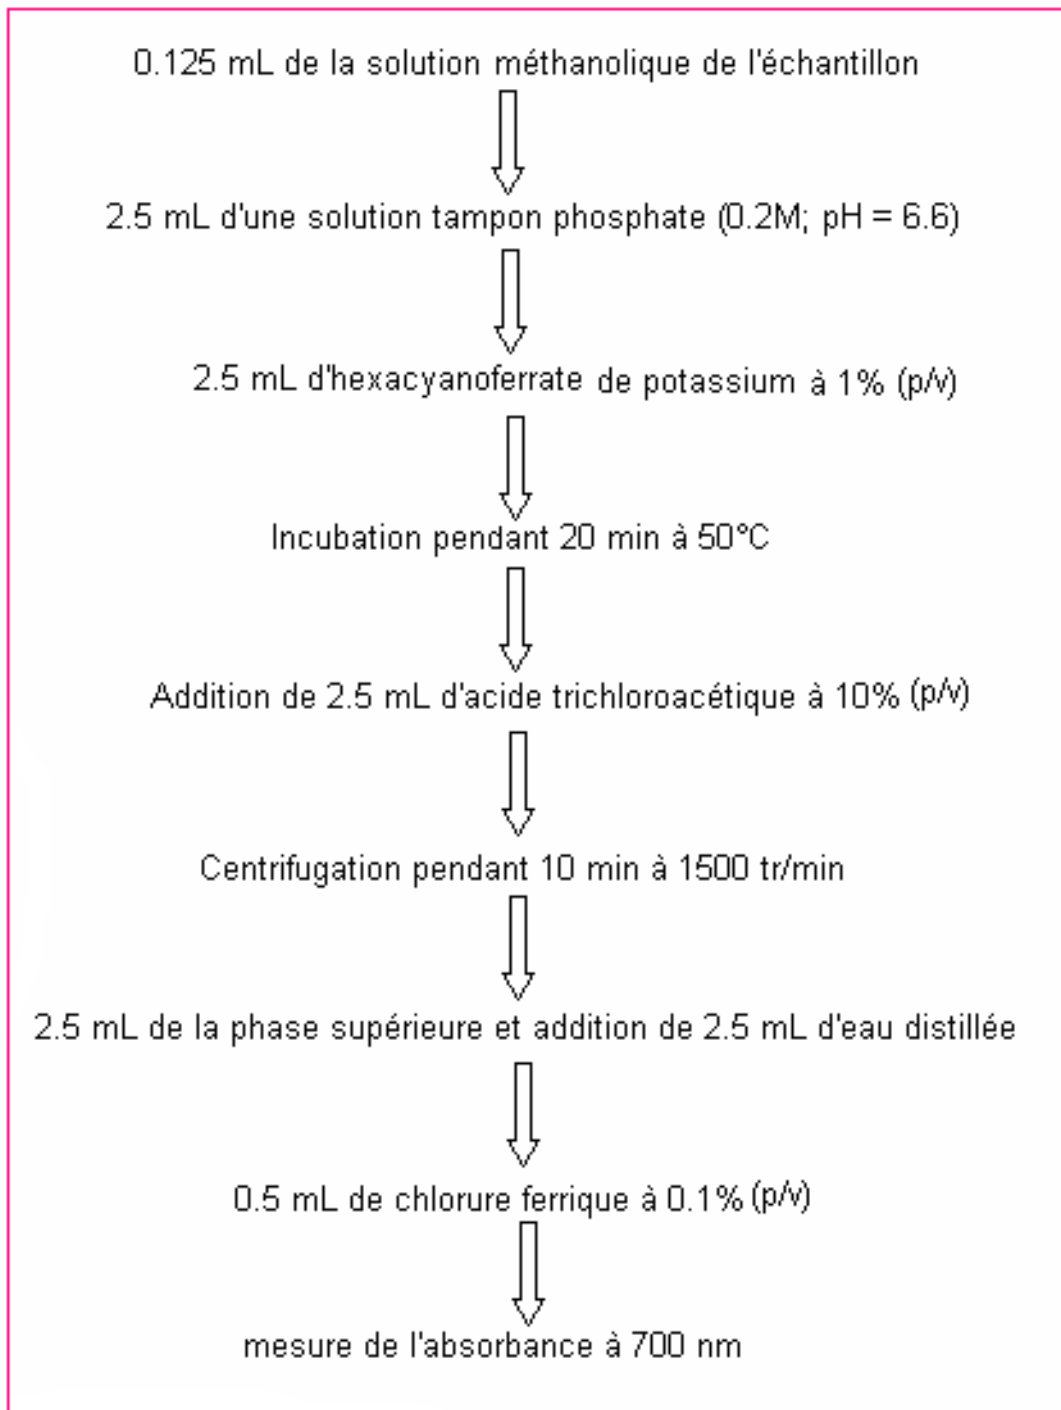 0.125 mL de la solution méthanolique de l'échantillon
2.5 mL d'une solution tampon phosphate (0.2M; pH = 6.6)
2.5 mL d'hexacyanoferrate de potassium à 1% (p/v)
Incubation pendant 20 min à 50°C
Addition de 2.5 mL d'acide trichloroacétique à 10% (p/v)
Centrifugation pendant 10 min à 1500 tr/min
2.5 mL de la phase supérieure et addition de 2.5 mL d'eau distillée
0.5 mL de chlorure ferrique à 0.1% (p/v)
mesure de l'absorbance à 700 nm